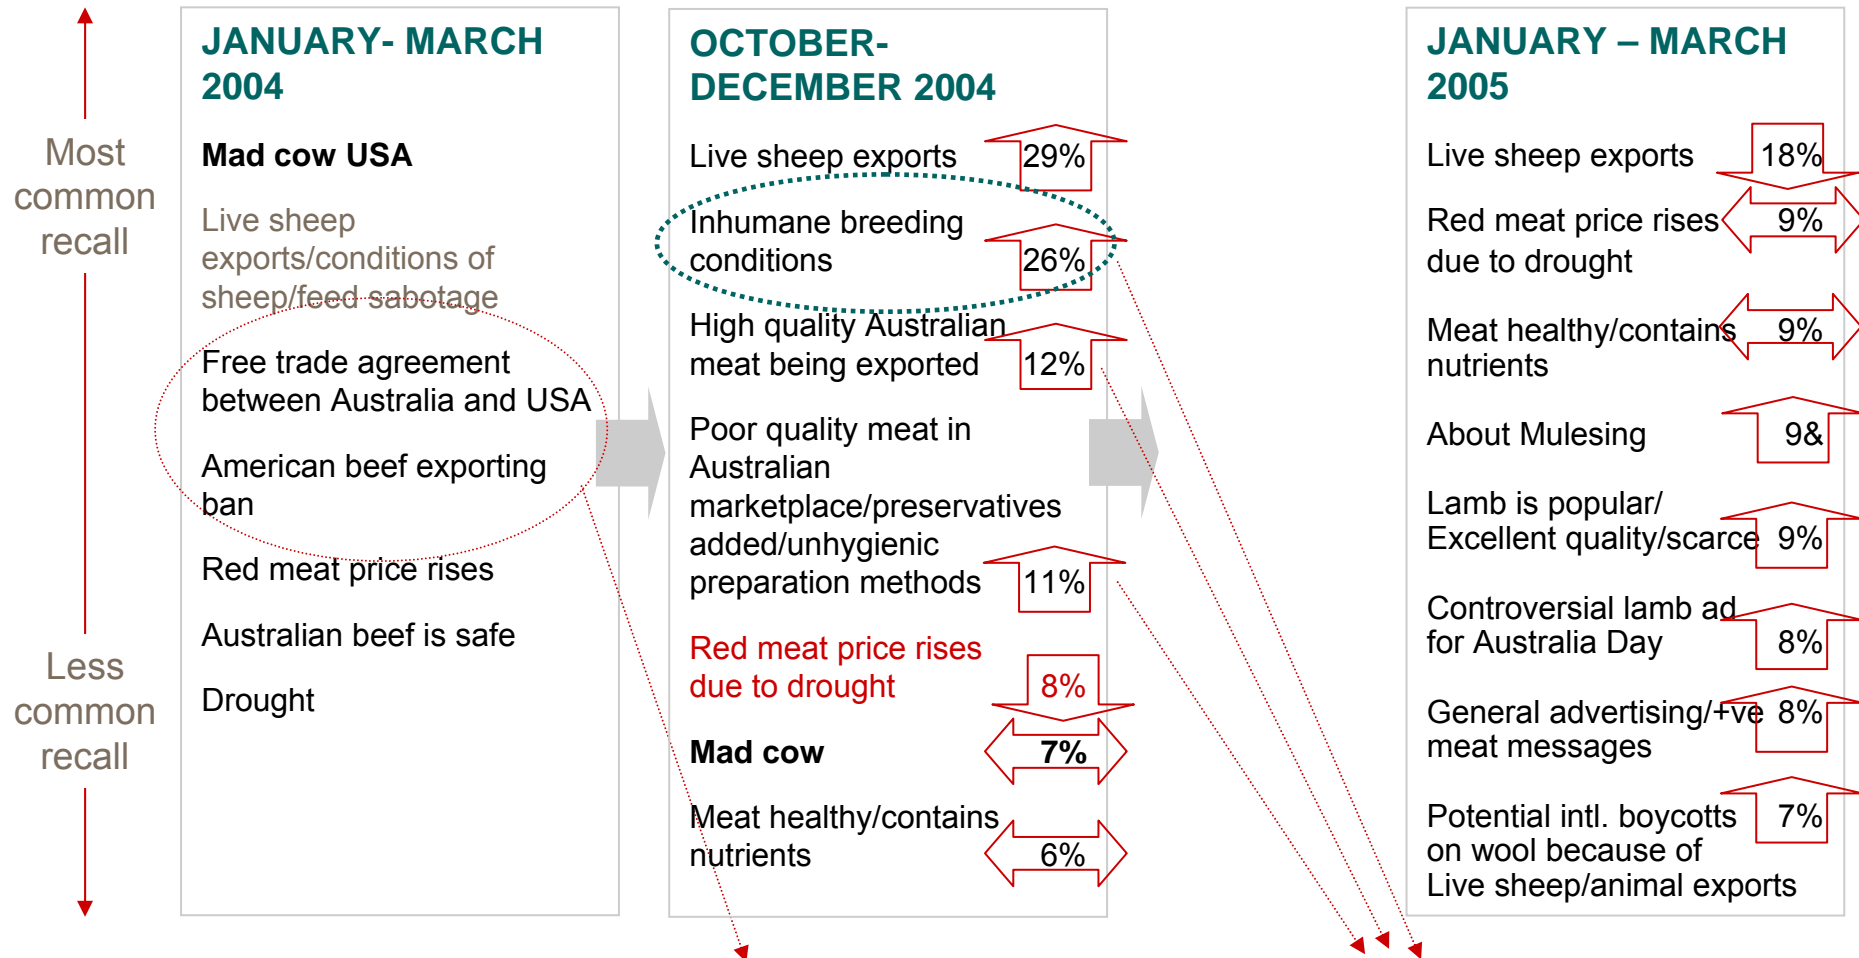 Most
common
recall
Less
common
recall
JANUARY- MARCH
2004
Mad cow USA
Live sheep
exports/conditions of
sheep/feed sabotage
Free trade agreement
between Australia and USA
American beef exporting
ban
Red meat price rises
Australian beef is safe
Drought
OCTOBER-
DECEMBER 2004
Live sheep exports 29%
Inhumane breeding
conditions 26%
High quality Australian
meat being exported 12%
Poor quality meat in
Australian
marketplace/preservatives
added/unhygienic
preparation methods 11%
Red meat price rises
due to drought 8%
Mad cow 7%
Meat healthy/contains
nutrients 6%
JANUARY – MARCH
2005
Live sheep exports 18%
Red meat price rises 9%
due to drought
Meat healthy/contains 9%
nutrients
About Mulesing 9&
Lamb is popular/
Excellent quality/scarce 9%
Controversial lamb ad
for Australia Day 8%
General advertising/+ve 8%
meat messages
Potential intl. boycotts 7%
on wool because of
Live sheep/animal exports